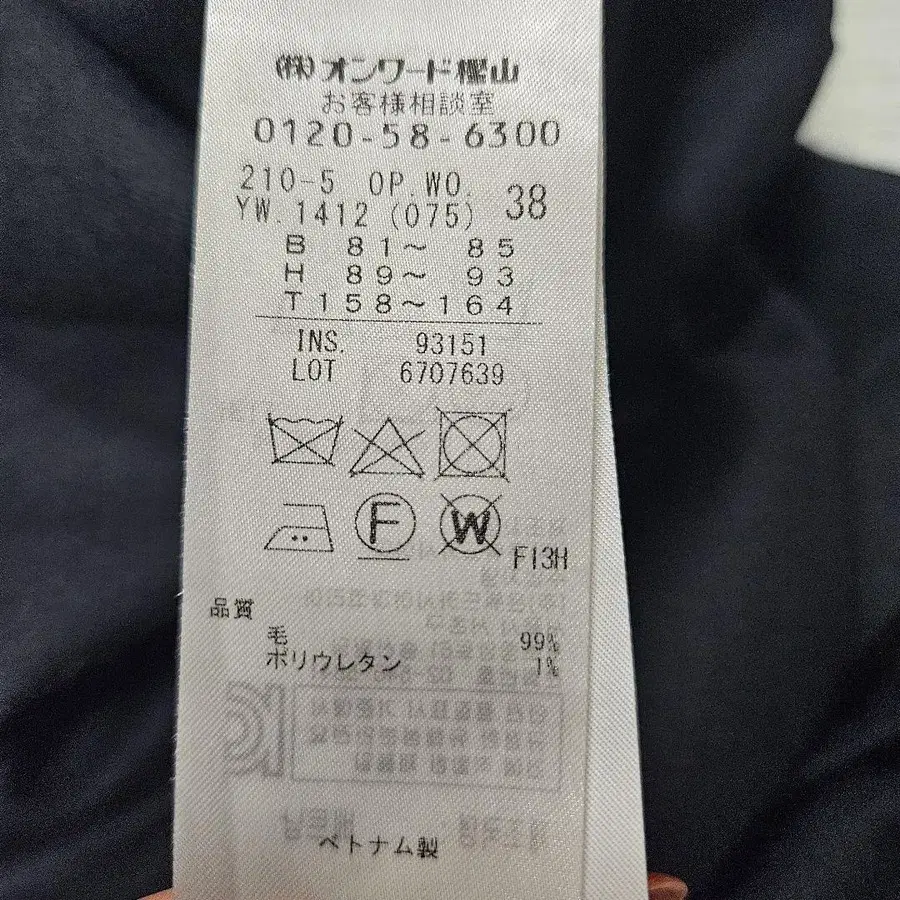 (株)オンワード樫山
お客様相談室
0120-58-6300
210-5 OP.WO.
YW.1412 (075) 38
B 81～ 85
H 89～ 93
T158～164
INS. 93151
LOT 6707639
F
W
F13H
品質
毛 99%
ポリウレタン 1%
ベトナム製